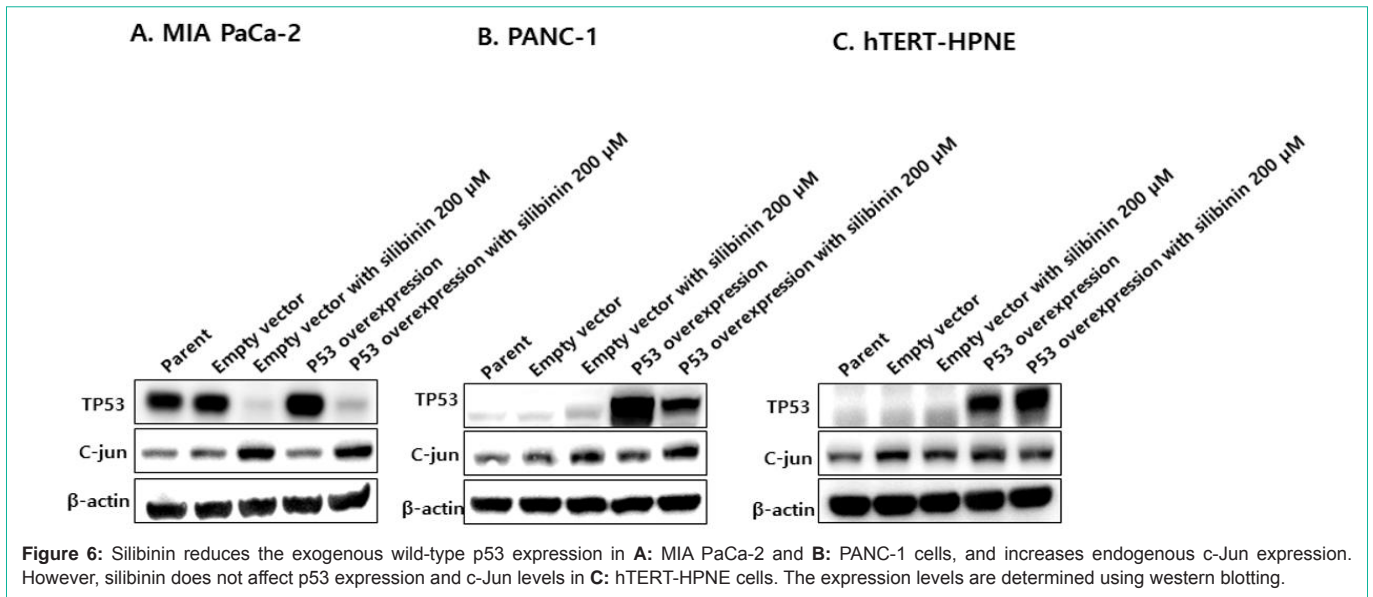 A. MIA PaCa-2
B. PANC-1
C. hTERT-HPNE
Parent
Empty vector
Empty vector with silibinin 200 μM
P53 overexpression
P53 overexpression with silibinin 200 μM
TP53
C-jun
β-actin
Parent
Empty vector
Empty vector with silibinin 200 μM
P53 overexpression
P53 overexpression with silibinin 200 μM
TP53
C-jun
β-actin
Parent
Empty vector
Empty vector with silibinin 200 μM
P53 overexpression
P53 overexpression with silibinin 200 μM
TP53
C-jun
β-actin
Figure 6: Silibinin reduces the exogenous wild-type p53 expression in A: MIA PaCa-2 and B: PANC-1 cells, and increases endogenous c-Jun expression.
However, silibinin does not affect p53 expression and c-Jun levels in C: hTERT-HPNE cells. The expression levels are determined using western blotting.